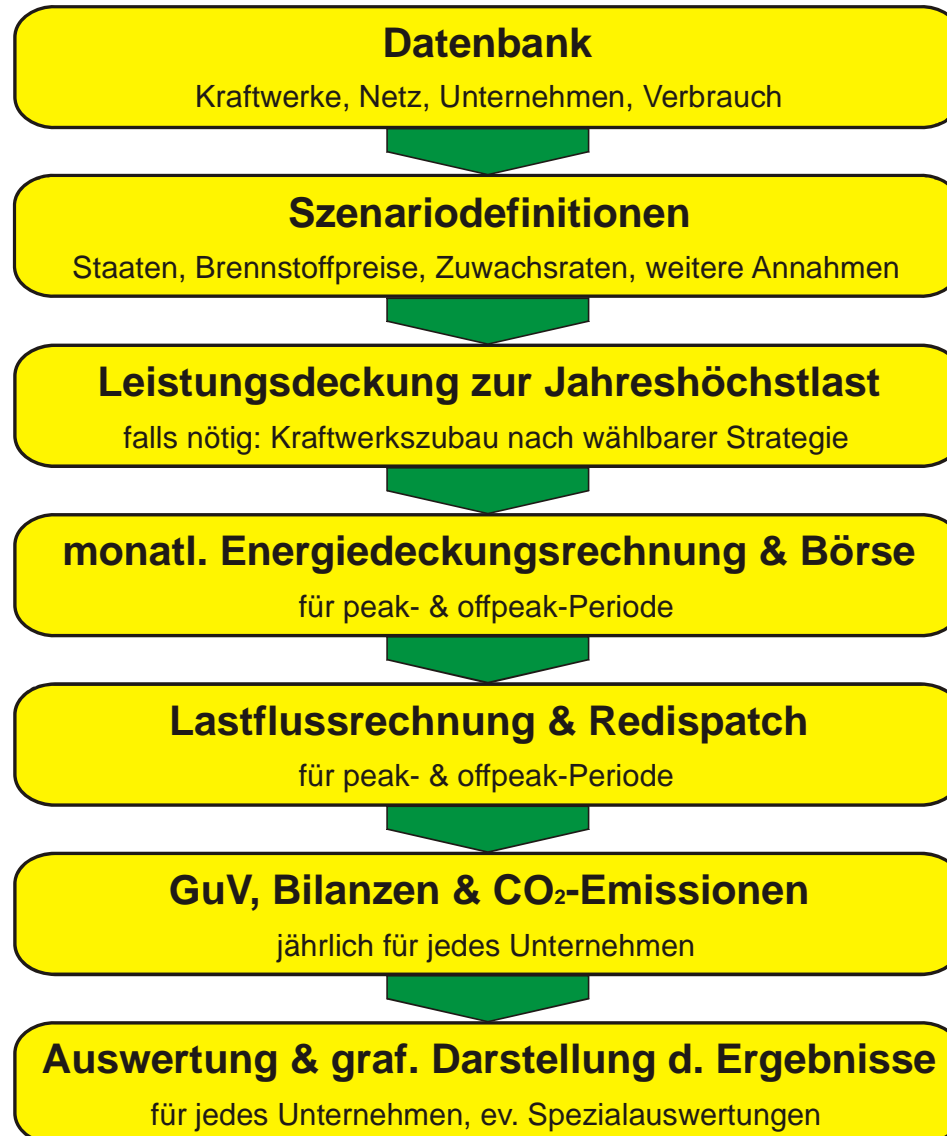 Datenbank
Kraftwerke, Netz, Unternehmen, Verbrauch
Szenariodefinitionen
Staaten, Brennstoffpreise, Zuwachsraten, weitere Annahmen
Leistungsdeckung zur Jahreshöchstlast
falls nötig: Kraftwerkszubau nach wählbarer Strategie
monatl. Energiedeckungsrechnung & Börse
für peak- & offpeak-Periode
Lastflussrechnung & Redispatch
für peak- & offpeak-Periode
GuV, Bilanzen & CO₂-Emissionen
jährlich für jedes Unternehmen
Auswertung & graf. Darstellung d. Ergebnisse
für jedes Unternehmen, ev. Spezialauswertungen